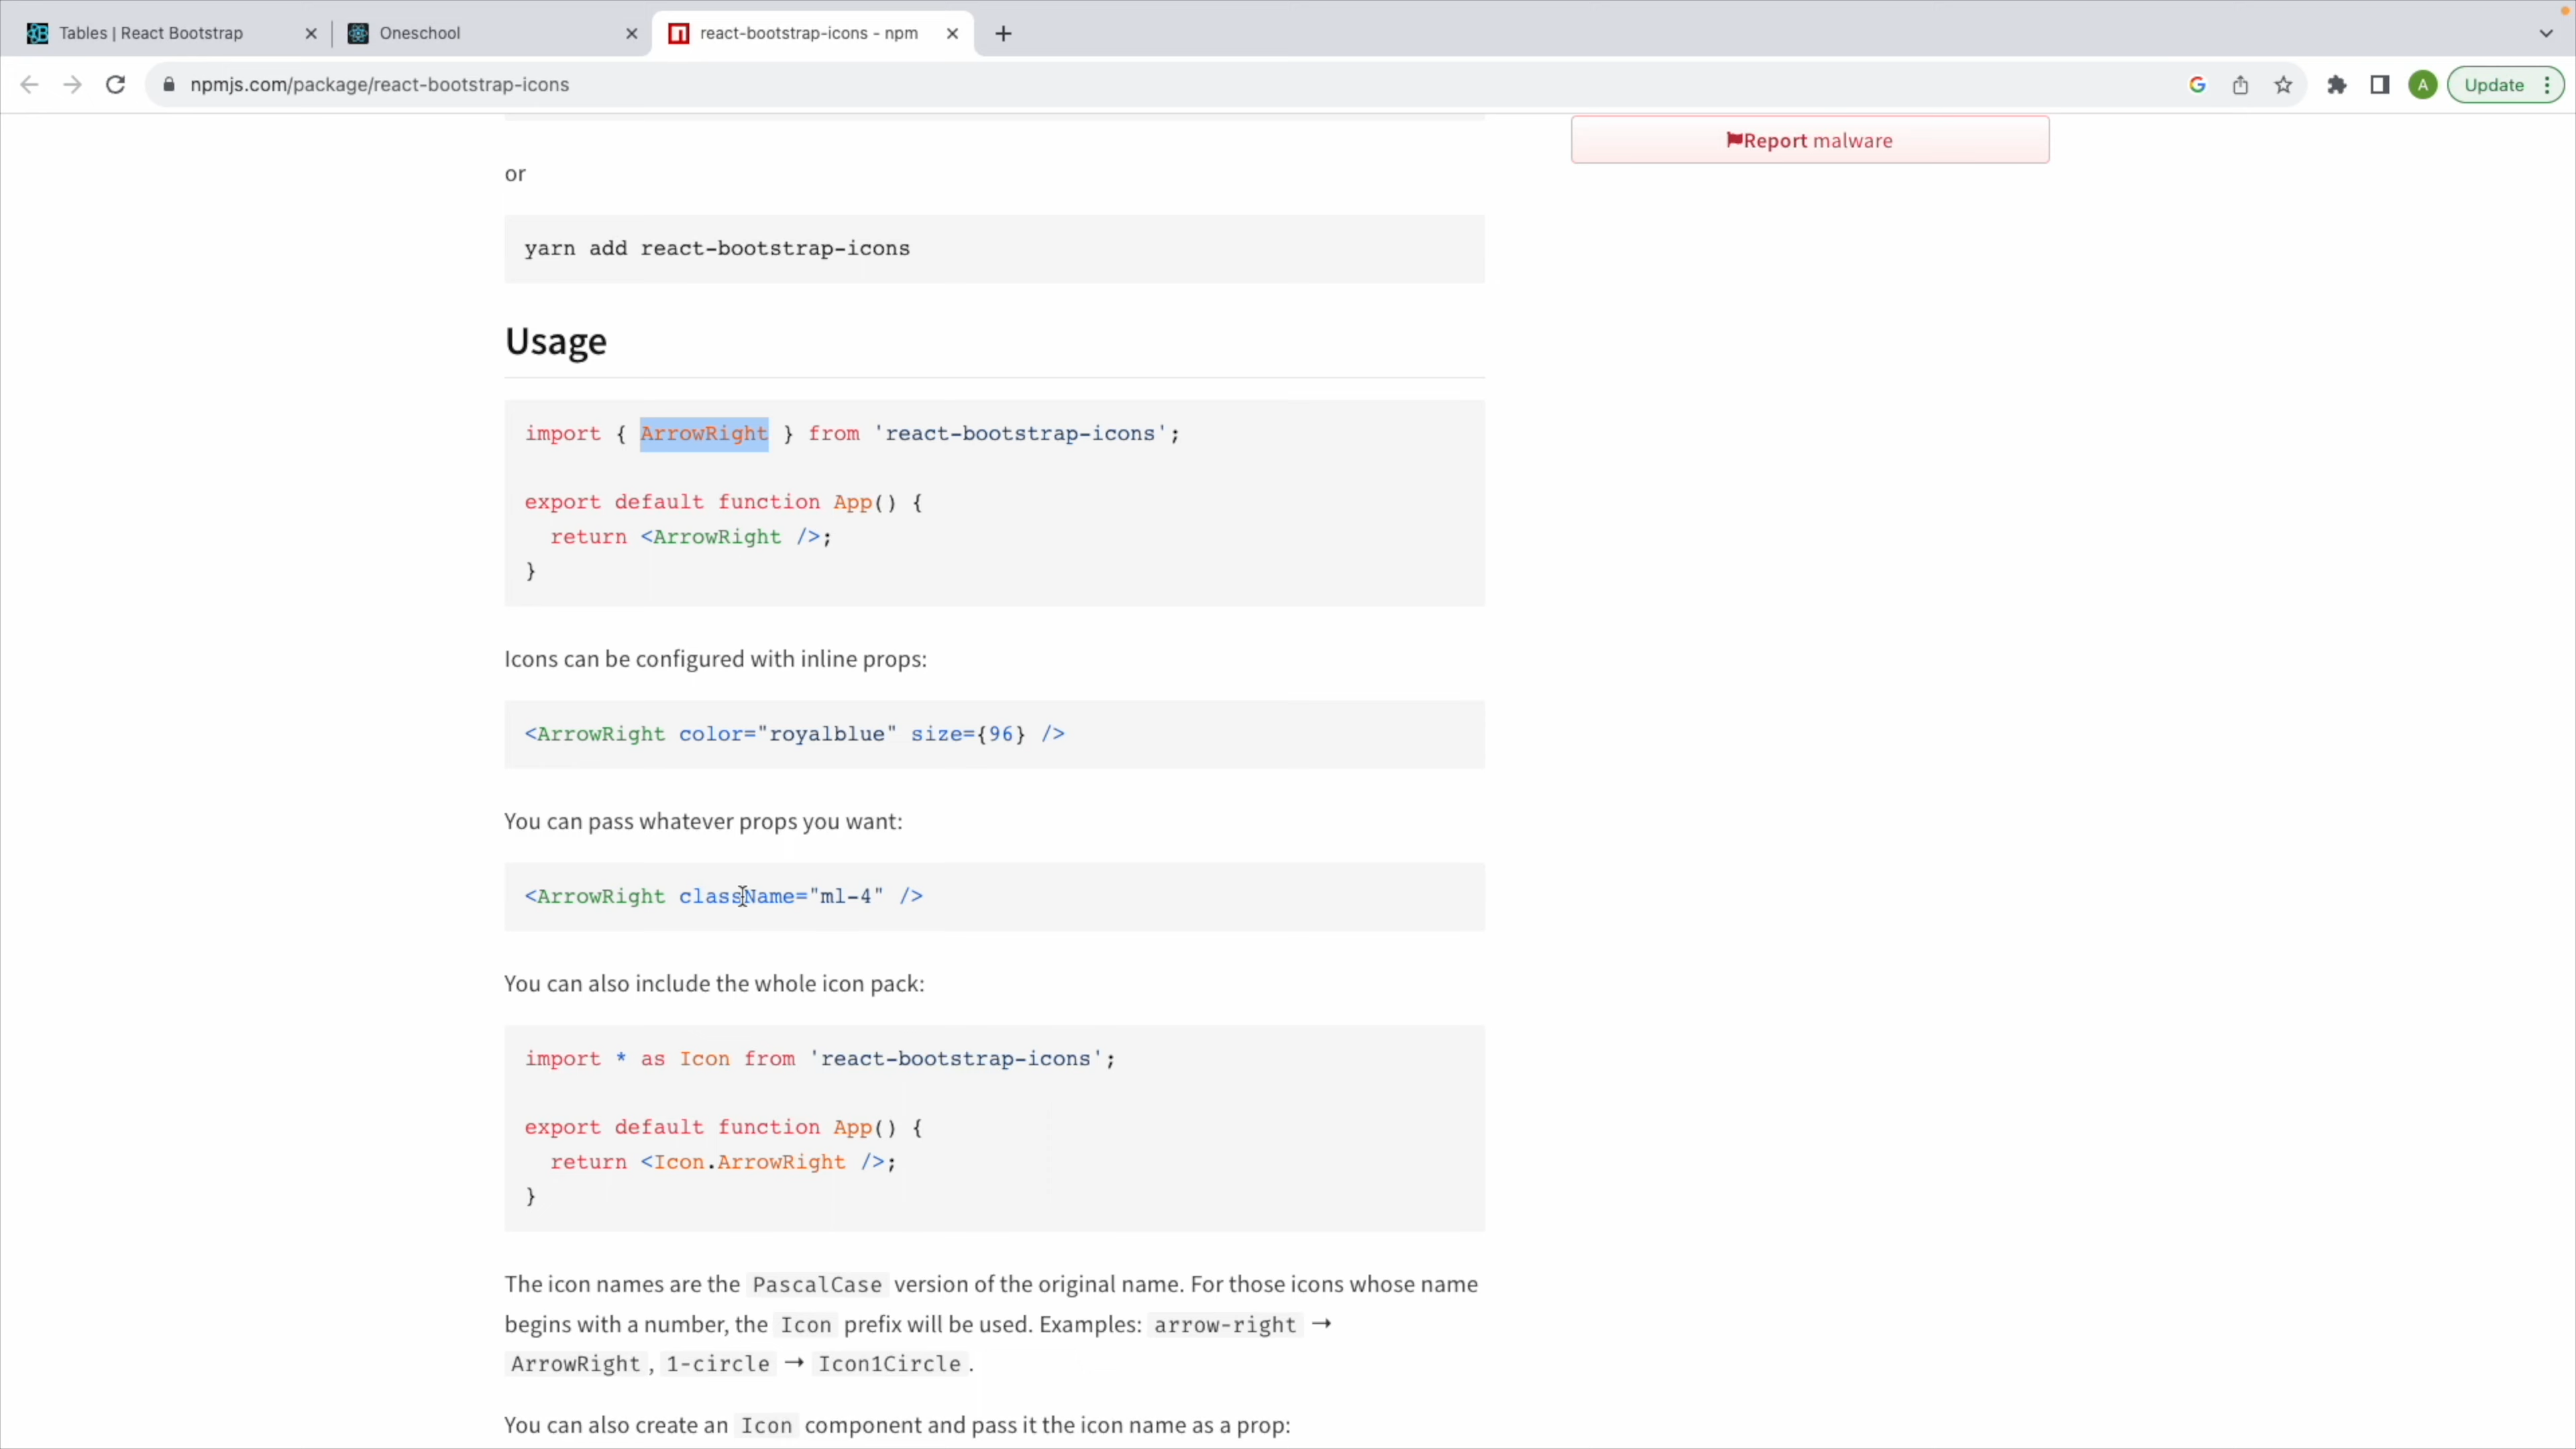 Tables | React Bootstrap
Oneschool
react-bootstrap-icons - npm
npmjs.com/package/react-bootstrap-icons
A
Update
Report malware
or
yarn add react-bootstrap-icons
Usage
import { ArrowRight } from 'react-bootstrap-icons';
export default function App() {
  return <ArrowRight />;
}
Icons can be configured with inline props:
<ArrowRight color="royalblue" size={96} />
You can pass whatever props you want:
<ArrowRight className="ml-4" />
You can also include the whole icon pack:
import * as Icon from 'react-bootstrap-icons';
export default function App() {
  return <Icon.ArrowRight />;
}
The icon names are the PascalCase version of the original name. For those icons whose name
begins with a number, the Icon prefix will be used. Examples: arrow-right →
ArrowRight , 1-circle → Icon1Circle .
You can also create an Icon component and pass it the icon name as a prop: